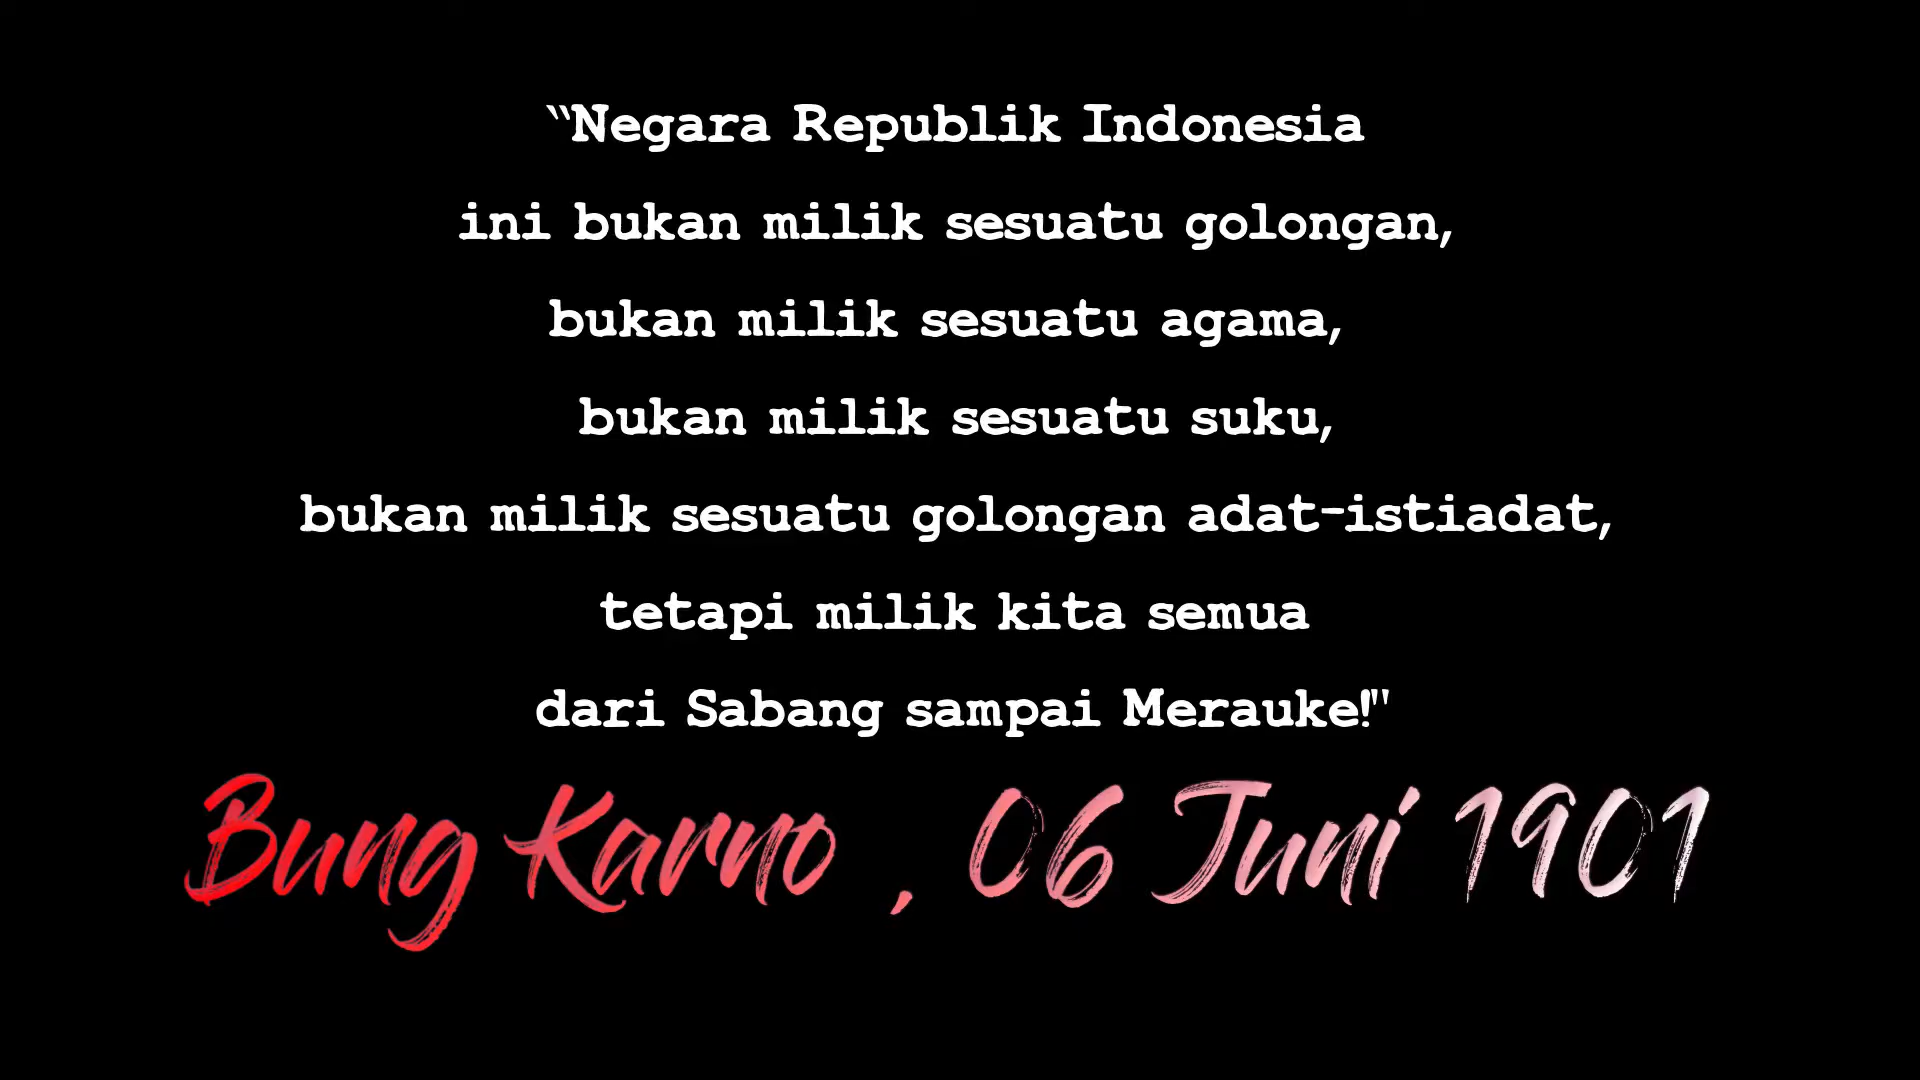 “Negara Republik Indonesia
ini bukan milik sesuatu golongan,
bukan milik sesuatu agama,
bukan milik sesuatu suku,
bukan milik sesuatu golongan adat-istiadat,
tetapi milik kita semua
dari Sabang sampai Merauke!"
Bung Karno , 06 Juni 1901